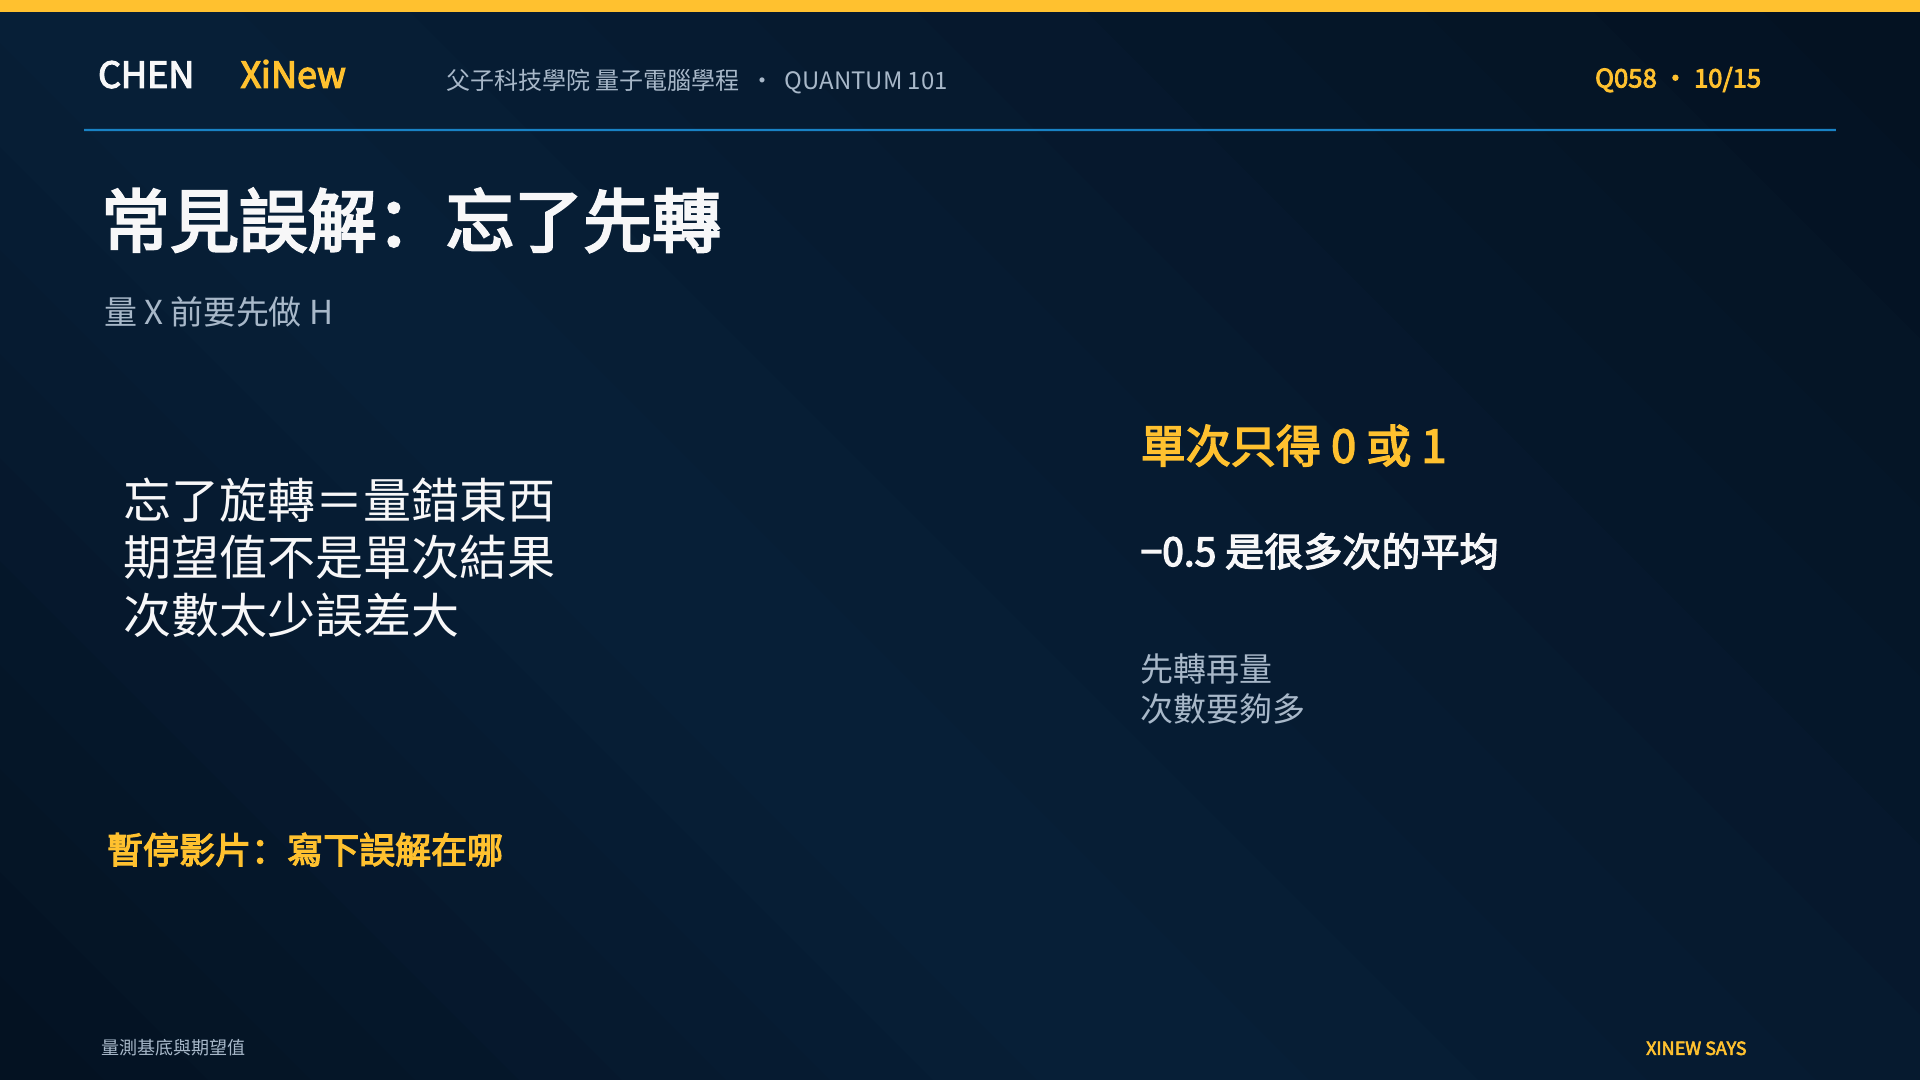 CHEN XiNew 父子科技學院 量子電腦學程 · QUANTUM 101 Q058 · 10/15
常見誤解：忘了先轉
量 X 前要先做 H
忘了旋轉＝量錯東西
期望值不是單次結果
次數太少誤差大
單次只得 0 或 1
−0.5 是很多次的平均
先轉再量
次數要夠多
暫停影片：寫下誤解在哪
量測基底與期望值
XINEW SAYS